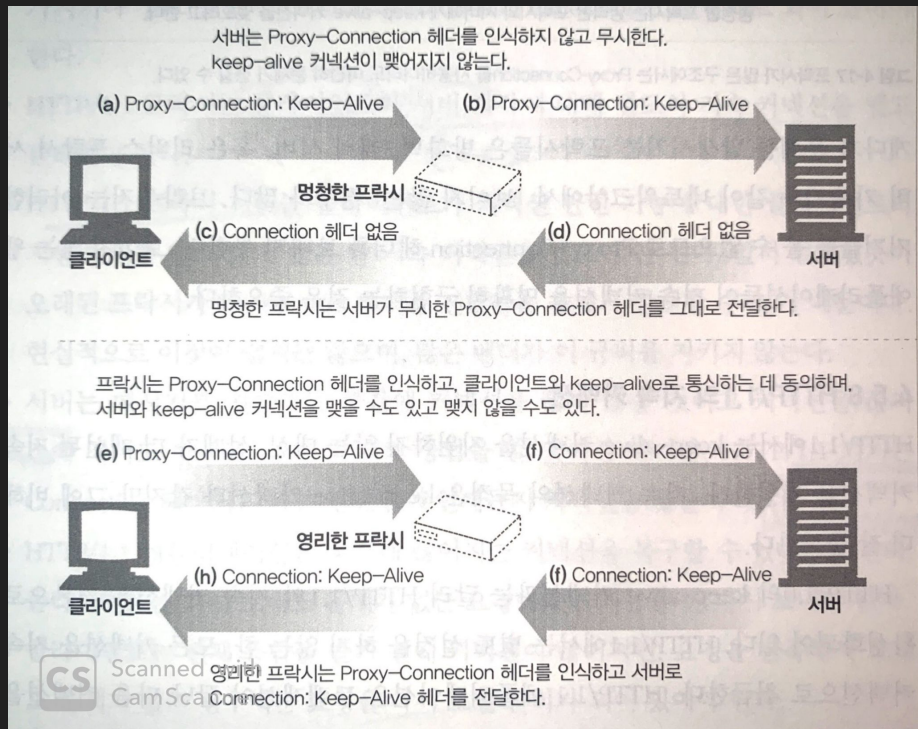 서버는 Proxy-Connection 헤더를 인식하지 않고 무시한다.
keep-alive 커넥션이 맺어지지 않는다.
(a) Proxy-Connection: Keep-Alive
(b) Proxy-Connection: Keep-Alive
멍청한 프락시
(c) Connection 헤더 없음
(d) Connection 헤더 없음
클라이언트
서버
멍청한 프락시는 서버가 무시한 Proxy-Connection 헤더를 그대로 전달한다.
프락시는 Proxy-Connection 헤더를 인식하고, 클라이언트와 keep-alive로 통신하는 데 동의하며,
서버와 keep-alive 커넥션을 맺을 수도 있고 맺지 않을 수도 있다.
(e) Proxy-Connection: Keep-Alive
(f) Connection: Keep-Alive
영리한 프락시
(h) Connection: Keep-Alive
(f) Connection: Keep-Alive
클라이언트
서버
영리한 프락시는 Proxy-Connection 헤더를 인식하고 서버로
Connection: Keep-Alive 헤더를 전달한다.
CS Scanned with
CamScanner